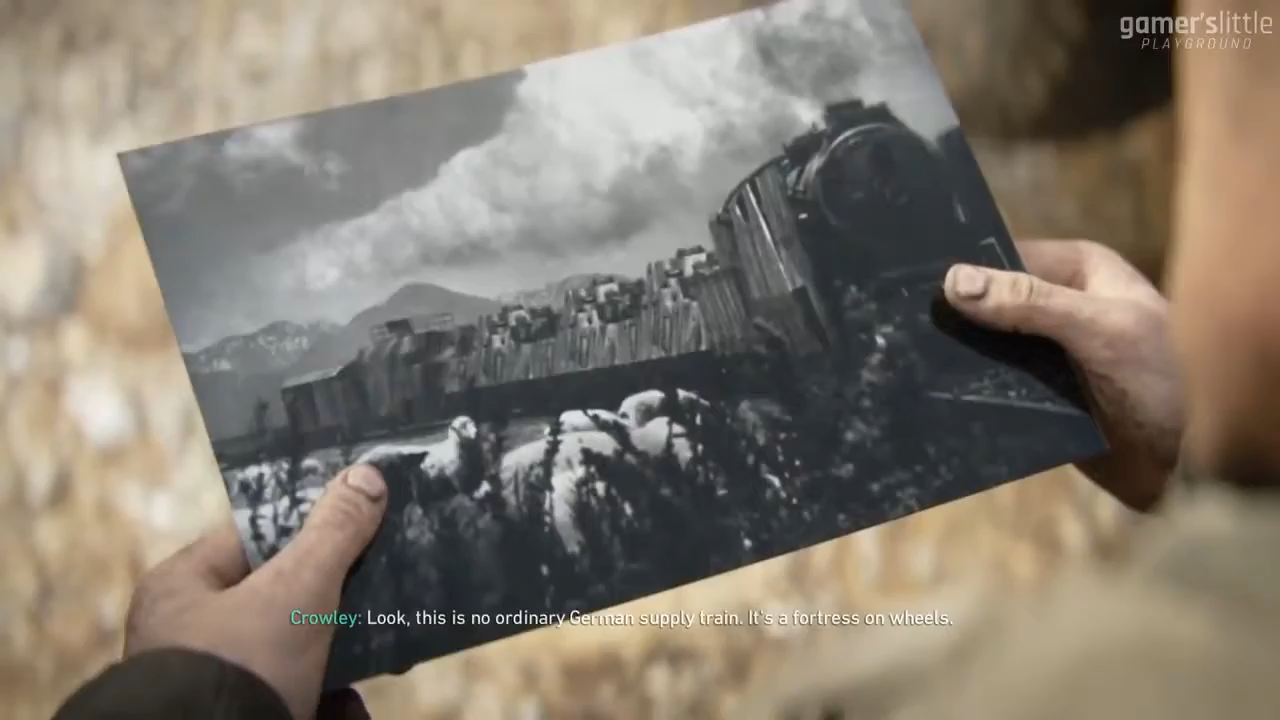 gamer'slittle
PLAYGROUND
Crowley: Look, this is no ordinary German supply train. It's a fortress on wheels.